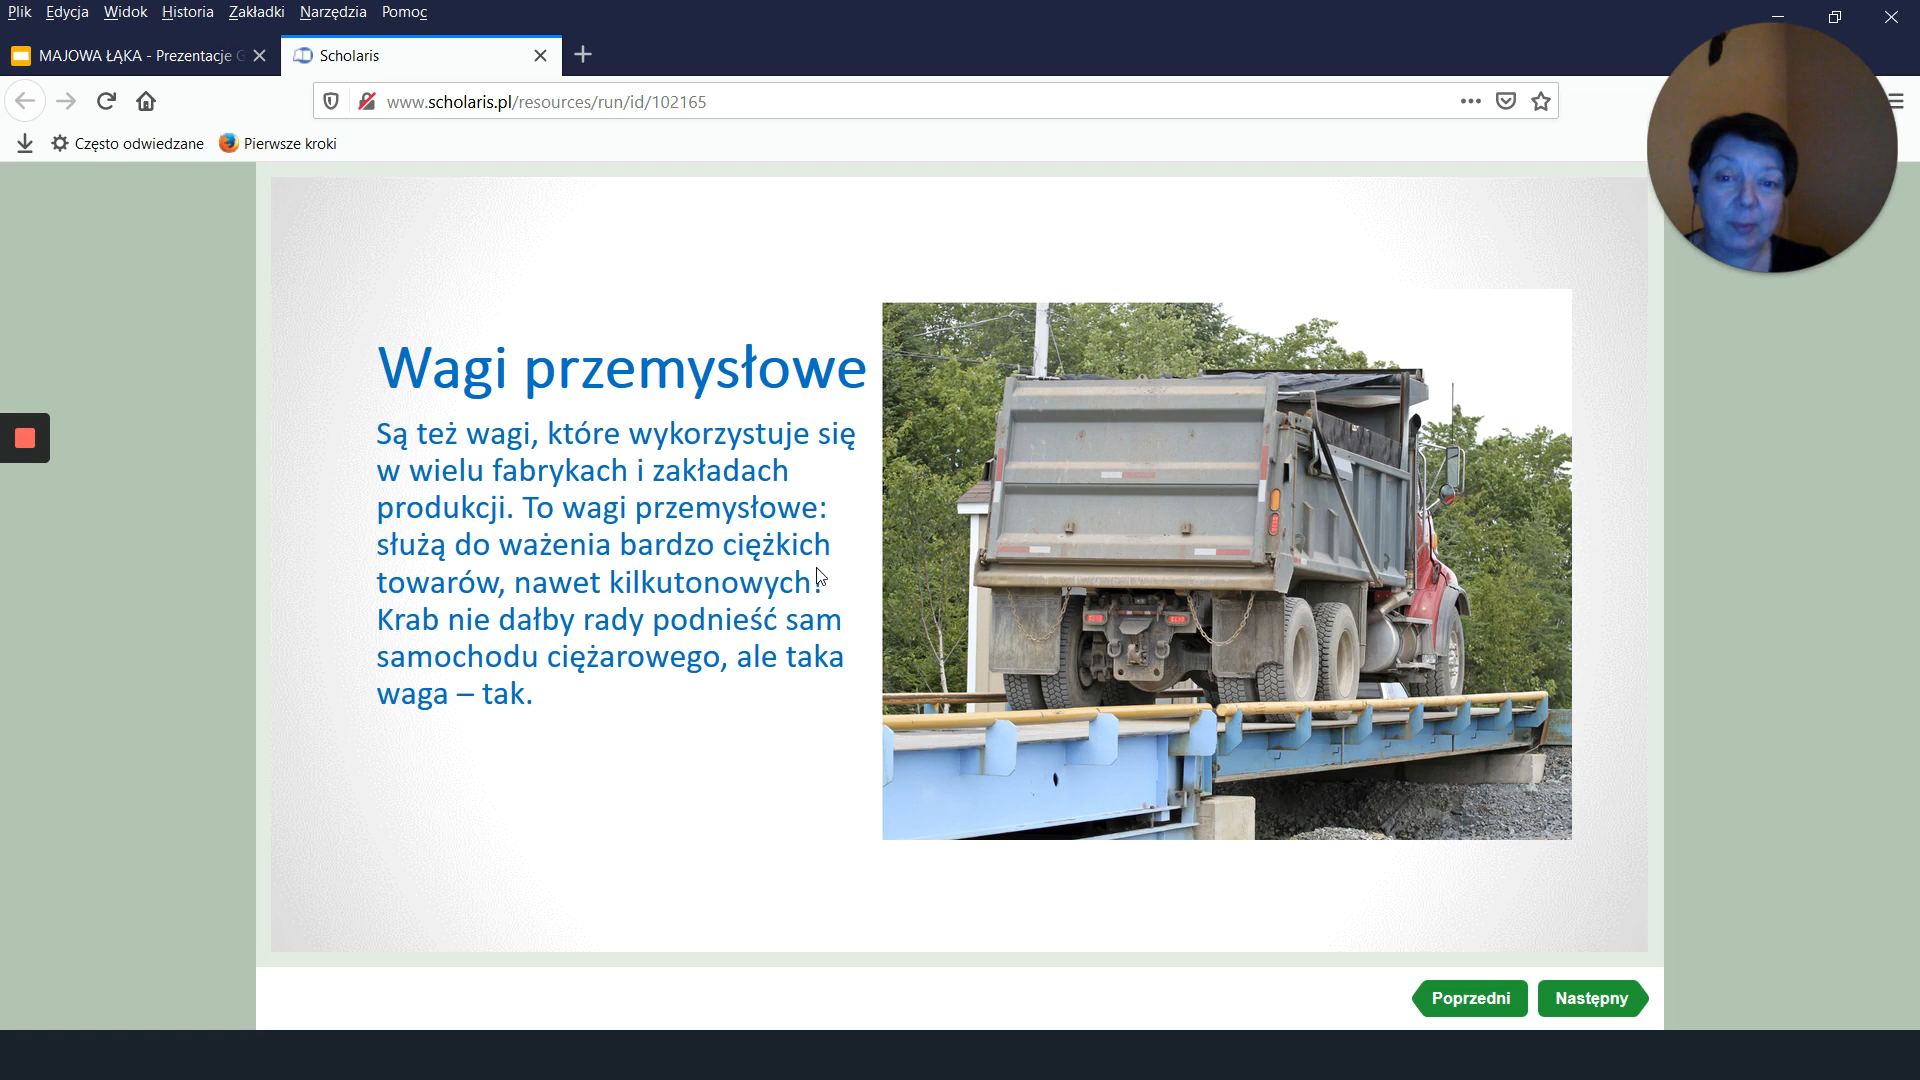 Plik Edycja Widok Historia Zakładki Narzędzia Pomoc
MAJOWA ŁĄKA - Prezentacje G
Scholaris
www.scholaris.pl/resources/run/id/102165
Często odwiedzane
Pierwsze kroki
Wagi przemysłowe
Są też wagi, które wykorzystuje się
w wielu fabrykach i zakładach
produkcji. To wagi przemysłowe:
służą do ważenia bardzo ciężkich
towarów, nawet kilkutonowych!
Krab nie dałby rady podnieść sam
samochodu ciężarowego, ale taka
waga – tak.
Poprzedni
Następny